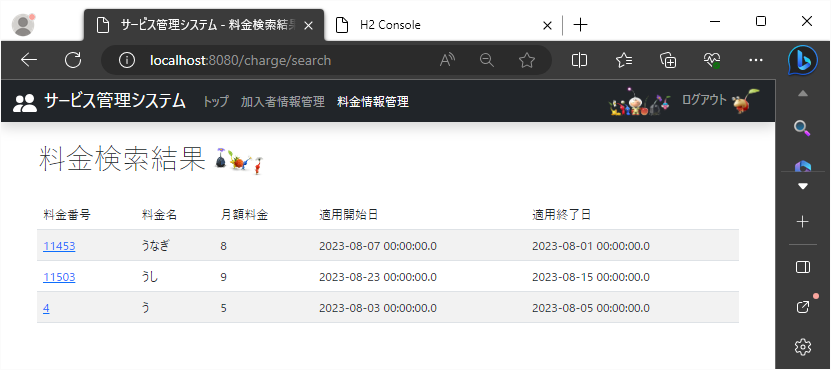 サービス管理システム - 料金検索結果
H2 Console
localhost:8080/charge/search
サービス管理システム トップ 加入者情報管理 料金情報管理 ログアウト
料金検索結果
料金番号 料金名 月額料金 適用開始日 適用終了日
11453 うなぎ 8 2023-08-07 00:00:00.0 2023-08-01 00:00:00.0
11503 うし 9 2023-08-23 00:00:00.0 2023-08-15 00:00:00.0
4 う 5 2023-08-03 00:00:00.0 2023-08-05 00:00:00.0